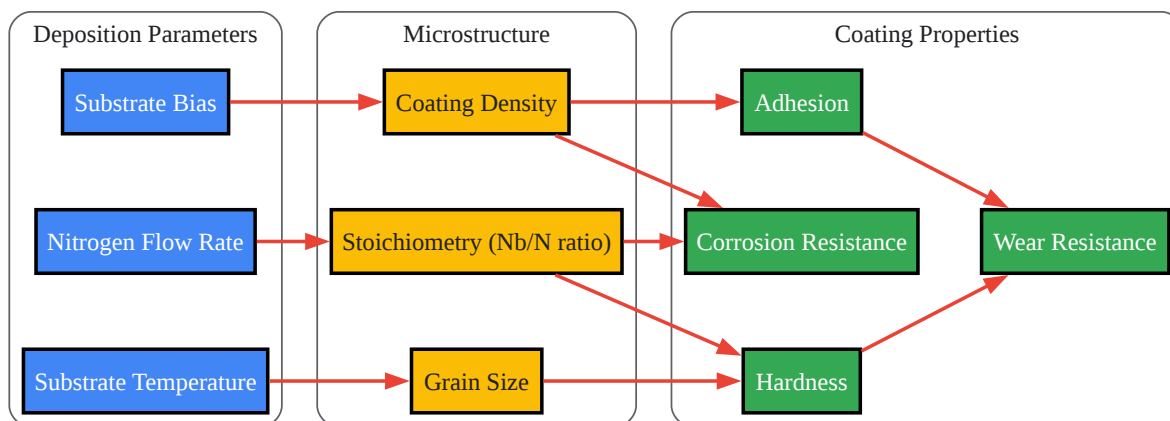 Deposition Parameters
Microstructure
Coating Properties
Substrate Bias
Coating Density
Adhesion
Nitrogen Flow Rate
Stoichiometry (Nb/N ratio)
Corrosion Resistance
Wear Resistance
Substrate Temperature
Grain Size
Hardness